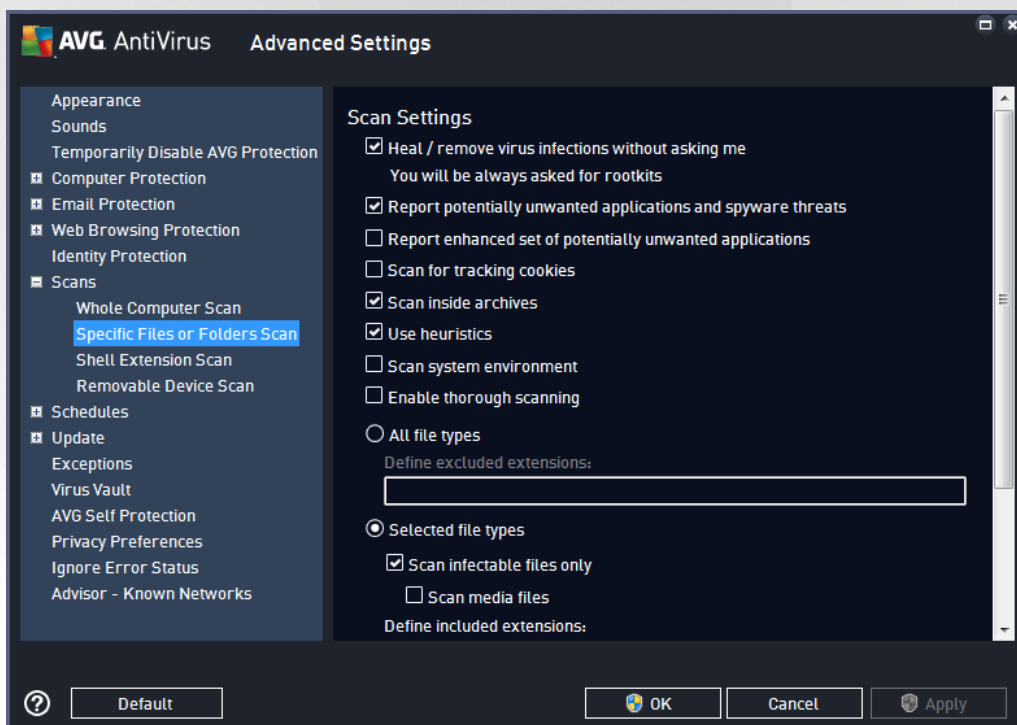 AVG. AntiVirus Advanced Settings
Appearance
Sounds
Temporarily Disable AVG Protection
Computer Protection
Email Protection
Web Browsing Protection
Identity Protection
Scans
Whole Computer Scan
Specific Files or Folders Scan
Shell Extension Scan
Removable Device Scan
Schedules
Update
Exceptions
Virus Vault
AVG Self Protection
Privacy Preferences
Ignore Error Status
Advisor - Known Networks
Scan Settings
Heal / remove virus infections without asking me
You will be always asked for rootkits
Report potentially unwanted applications and spyware threats
Report enhanced set of potentially unwanted applications
Scan for tracking cookies
Scan inside archives
Use heuristics
Scan system environment
Enable thorough scanning
All file types
Define excluded extensions:
Selected file types
Scan infectable files only
Scan media files
Define included extensions:
Default
OK
Cancel
Apply